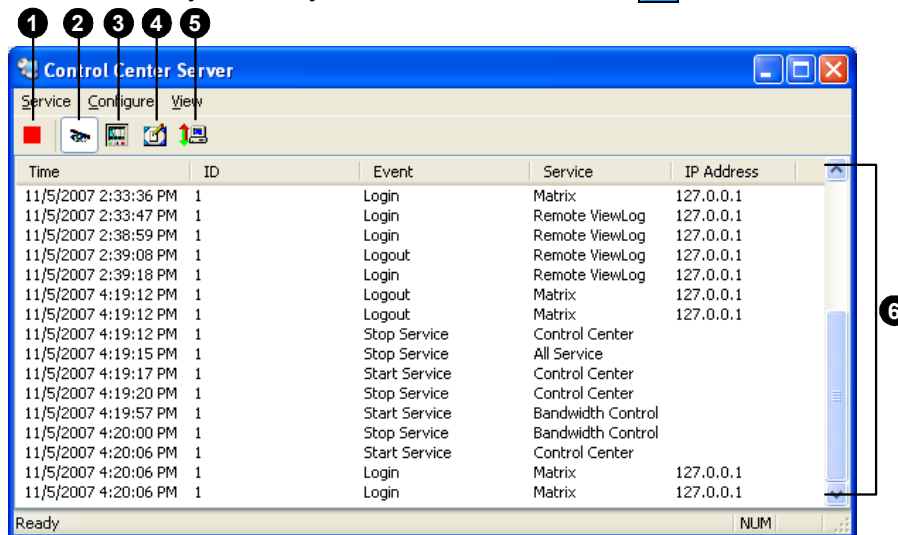 1 2 3 4 5
Control Center Server
Service Configure View
Time ID Event Service IP Address
11/5/2007 2:33:36 PM 1 Login Matrix 127.0.0.1
11/5/2007 2:33:47 PM 1 Login Remote ViewLog 127.0.0.1
11/5/2007 2:38:59 PM 1 Login Remote ViewLog 127.0.0.1
11/5/2007 2:39:08 PM 1 Logout Remote ViewLog 127.0.0.1
11/5/2007 2:39:18 PM 1 Login Remote ViewLog 127.0.0.1
11/5/2007 4:19:12 PM 1 Logout Matrix 127.0.0.1
11/5/2007 4:19:12 PM 1 Logout Matrix 127.0.0.1
11/5/2007 4:19:12 PM 1 Stop Service Control Center
11/5/2007 4:19:15 PM 1 Stop Service All Service
11/5/2007 4:19:17 PM 1 Start Service Control Center
11/5/2007 4:19:20 PM 1 Stop Service Control Center
11/5/2007 4:19:57 PM 1 Start Service Bandwidth Control
11/5/2007 4:20:00 PM 1 Stop Service Bandwidth Control
11/5/2007 4:20:06 PM 1 Start Service Control Center
11/5/2007 4:20:06 PM 1 Login Matrix 127.0.0.1
11/5/2007 4:20:06 PM 1 Login Matrix 127.0.0.1
6
Ready NUM